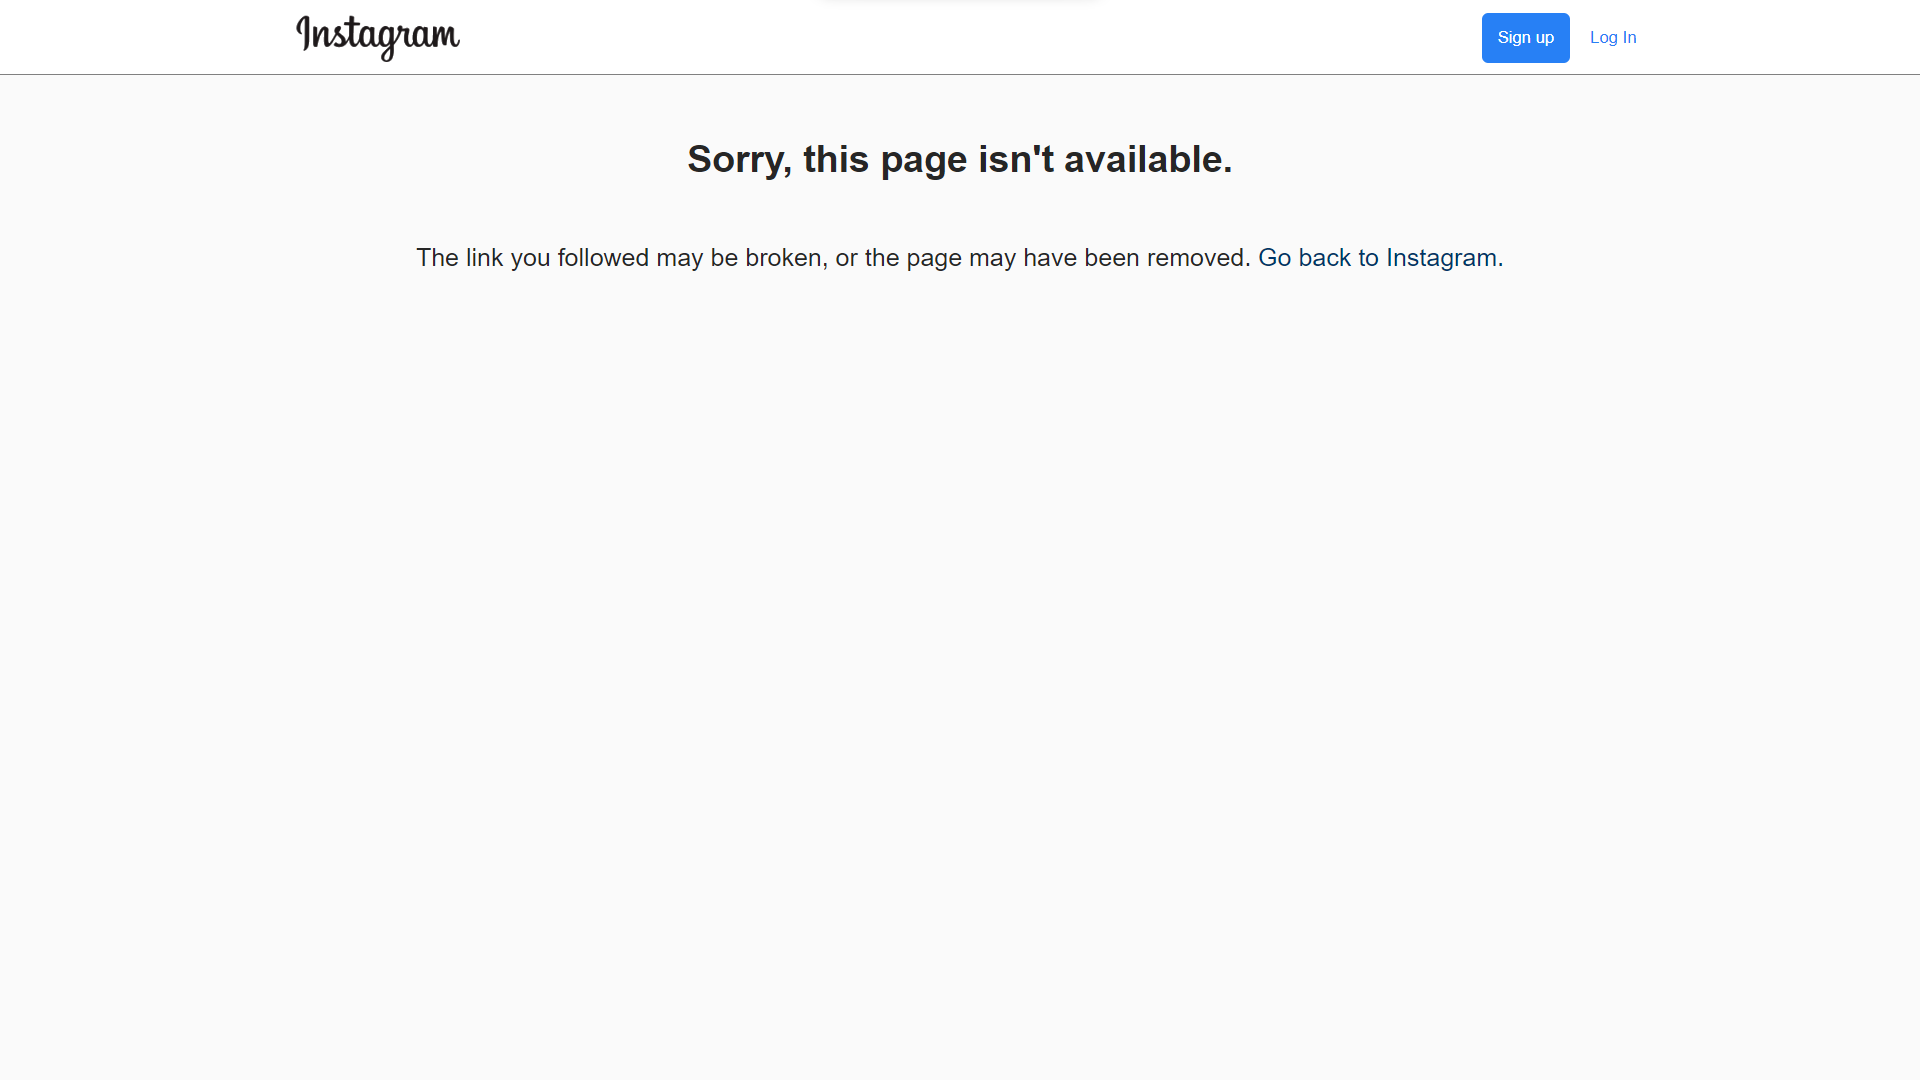 Instagram
Sign up
Log In
Sorry, this page isn't available.
The link you followed may be broken, or the page may have been removed. Go back to Instagram.